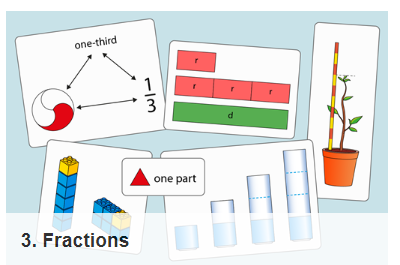 one-third
1
3
r
r r r
d
one part
3. Fractions